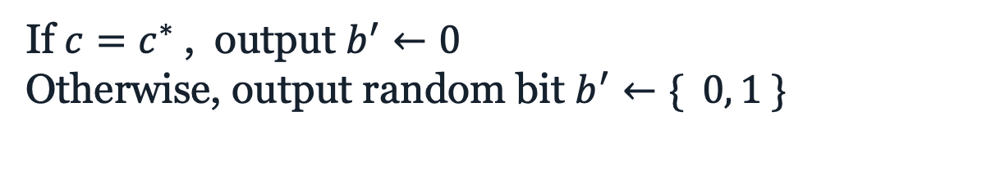 If c = c* , output b′ ← 0
Otherwise, output random bit b′ ← { 0, 1 }